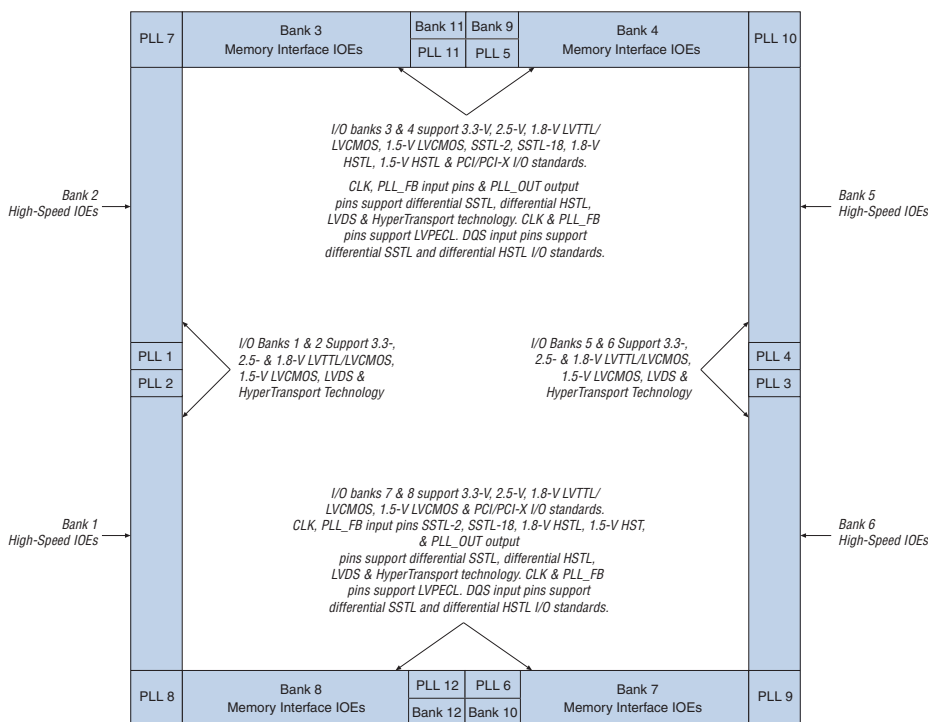 PLL 7
Bank 3
Memory Interface IOEs
Bank 11
PLL 11
Bank 9
PLL 5
Bank 4
Memory Interface IOEs
PLL 10
I/O banks 3 & 4 support 3.3-V, 2.5-V, 1.8-V LVTTL/
LVCMOS, 1.5-V LVCMOS, SSTL-2, SSTL-18, 1.8-V
HSTL, 1.5-V HSTL & PCI/PCI-X I/O standards.
CLK, PLL_FB input pins & PLL_OUT output
pins support differential SSTL, differential HSTL,
LVDS & HyperTransport technology. CLK & PLL_FB
pins support LVPECL. DQS input pins support
differential SSTL and differential HSTL I/O standards.
Bank 2
High-Speed IOEs
Bank 5
High-Speed IOEs
PLL 1
PLL 2
I/O Banks 1 & 2 Support 3.3-,
2.5- & 1.8-V LVTTL/LVCMOS,
1.5-V LVCMOS, LVDS &
HyperTransport Technology
I/O Banks 5 & 6 Support 3.3-,
2.5- & 1.8-V LVTTL/LVCMOS,
1.5-V LVCMOS, LVDS &
HyperTransport Technology
PLL 4
PLL 3
Bank 1
High-Speed IOEs
I/O banks 7 & 8 support 3.3-V, 2.5-V, 1.8-V LVTTL/
LVCMOS, 1.5-V LVCMOS & PCI/PCI-X I/O standards.
CLK, PLL_FB input pins SSTL-2, SSTL-18, 1.8-V HSTL, 1.5-V HST,
& PLL_OUT output
pins support differential SSTL, differential HSTL,
LVDS & HyperTransport technology. CLK & PLL_FB
pins support LVPECL. DQS input pins support
differential SSTL and differential HSTL I/O standards.
Bank 6
High-Speed IOEs
PLL 8
Bank 8
Memory Interface IOEs
PLL 12
Bank 12
PLL 6
Bank 10
Bank 7
Memory Interface IOEs
PLL 9